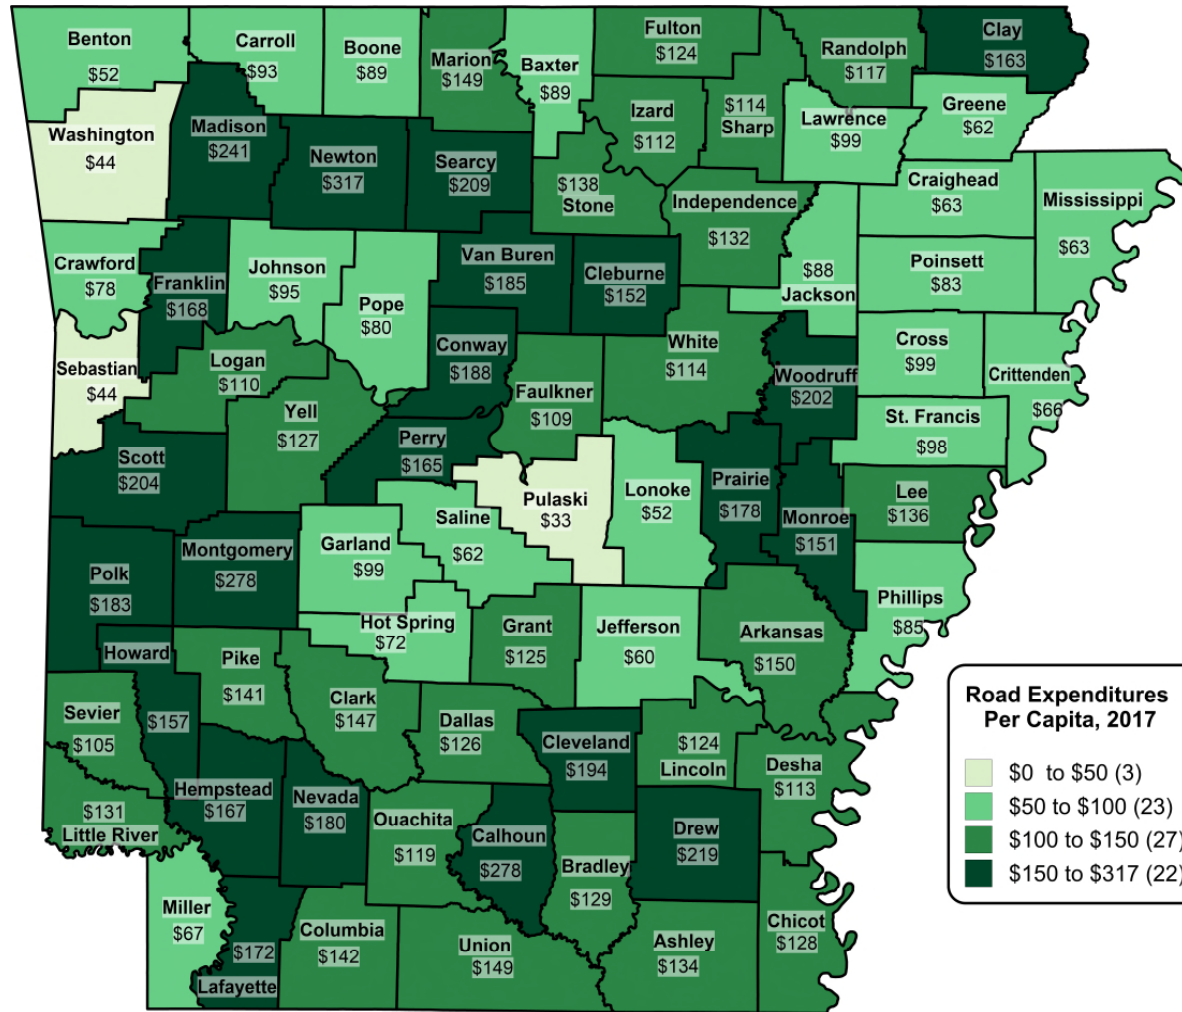 Benton
$52
Carroll
$93
Boone
$89
Marion
$149
Baxter
$89
Fulton
$124
Randolph
$117
Clay
$163
Washington
$44
Madison
$241
Newton
$317
Searcy
$209
$138
Stone
Izard
$112
$114
Sharp
Lawrence
$99
Greene
$62
Independence
$132
Craighead
$63
Mississippi
$63
Crawford
$78
Franklin
$168
Johnson
$95
Pope
$80
Van Buren
$185
Cleburne
$152
$88
Jackson
Poinsett
$83
Sebastian
$44
Logan
$110
Yell
$127
Conway
$188
Faulkner
$109
White
$114
Woodruff
$202
Cross
$99
Crittenden
$66
St. Francis
$98
Scott
$204
Perry
$165
Pulaski
$33
Lonoke
$52
Prairie
$178
Monroe
$151
Lee
$136
Polk
$183
Montgomery
$278
Garland
$99
Saline
$62
Hot Spring
$72
Grant
$125
Jefferson
$60
Arkansas
$150
Phillips
$85
Howard
$157
Pike
$141
Clark
$147
Sevier
$105
Dallas
$126
Cleveland
$194
$124
Lincoln
Desha
$113
$131
Little River
Hempstead
$167
Nevada
$180
Ouachita
$119
Calhoun
$278
Bradley
$129
Drew
$219
Miller
$67
$172
Lafayette
Columbia
$142
Union
$149
Ashley
$134
Chicot
$128
Road Expenditures
Per Capita, 2017
$0 to $50 (3)
$50 to $100 (23)
$100 to $150 (27)
$150 to $317 (22)